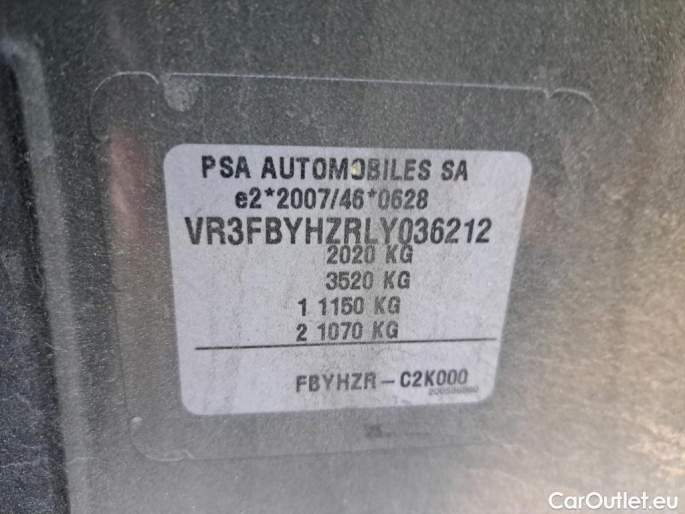 PSA AUTOMOBILES SA
e2*2007/46*0628
VR3FBYHZRLY036212
2020 KG
3520 KG
1 1150 KG
2 1070 KG
FBYHZR - C2K000
CarOutlet.eu